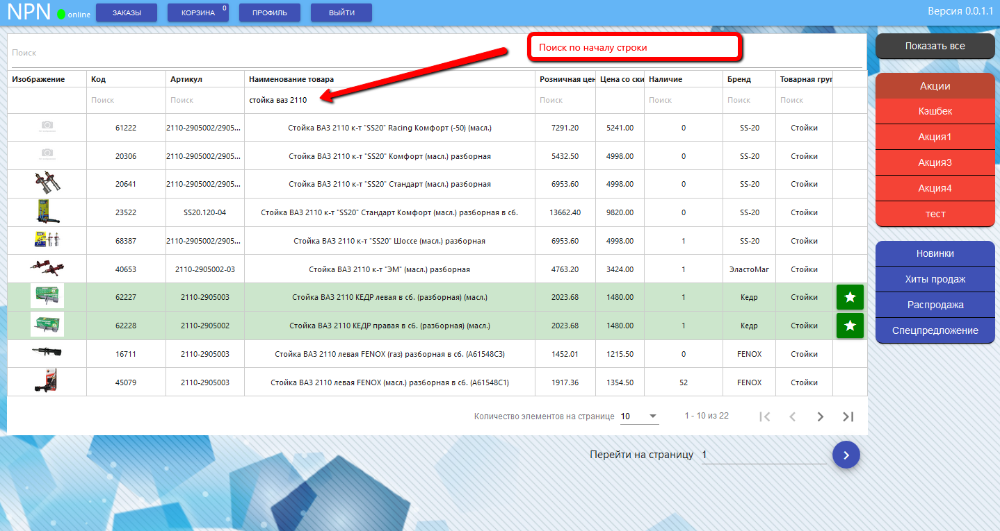 NPN online ЗАКАЗЫ КОРЗИНА 0 ПРОФИЛЬ ВЫЙТИ Версия 0.0.1.1
Поиск
Поиск по началу строки
Изображение Код Артикул Наименование товара Розничная цен Цена со ски Наличие Бренд Товарная груп
Поиск Поиск стойка ваз 2110 Поиск Поиск Поиск Поиск
61222 2110-2905002/2905... Стойка ВАЗ 2110 к-т "SS20" Racing Комфорт (-50) (масл.) 7291.20 5241.00 0 SS-20 Стойки
20306 2110-2905002/2905... Стойка ВАЗ 2110 к-т "SS20" Комфорт (масл.) разборная 5432.50 4998.00 0 SS-20 Стойки
20641 2110-2905002/2905... Стойка ВАЗ 2110 к-т "SS20" Стандарт (масл.) разборная 6953.60 4998.00 0 SS-20 Стойки
23522 SS20.120-04 Стойка ВАЗ 2110 к-т "SS20" Стандарт Комфорт (масл.) разборная в сб. 13662.40 9820.00 0 SS-20 Стойки
68387 2110-2905002/2905... Стойка ВАЗ 2110 к-т "SS20" Шоссе (масл.) разборная 6953.60 4998.00 1 SS-20 Стойки
40653 2110-2905002-03 Стойка ВАЗ 2110 к-т "ЭМ" (масл.) разборная 4763.20 3424.00 1 ЭластоМаг Стойки
62227 2110-2905003 Стойка ВАЗ 2110 КЕДР левая в сб. (разборная) (масл.) 2023.68 1480.00 1 Кедр Стойки
62228 2110-2905002 Стойка ВАЗ 2110 КЕДР правая в сб. (разборная) (масл.) 2023.68 1480.00 1 Кедр Стойки
16711 2110-2905003 Стойка ВАЗ 2110 левая FENOX (газ) разборная в сб. (A61548C3) 1452.01 1215.50 0 FENOX Стойки
45079 2110-2905003 Стойка ВАЗ 2110 левая FENOX (масл.) разборная в сб. (A61548C1) 1917.36 1354.50 52 FENOX Стойки
Количество элементов на странице 10 1 - 10 из 22
Перейти на страницу 1
Показать все
Акции
Кэшбек
Акция1
Акция3
Акция4
тест
Новинки
Хиты продаж
Распродажа
Спецпредложение